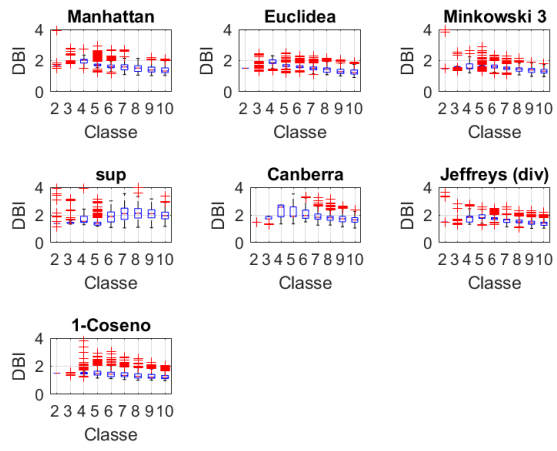 Manhattan
4
2
0
DBI
2 3 4 5 6 7 8 9 10
Classe
Euclidea
4
2
0
DBI
2 3 4 5 6 7 8 9 10
Classe
Minkowski 3
4
2
0
DBI
2 3 4 5 6 7 8 9 10
Classe
sup
4
2
0
DBI
2 3 4 5 6 7 8 9 10
Classe
Canberra
4
2
0
DBI
2 3 4 5 6 7 8 9 10
Classe
Jeffreys (div)
4
2
0
DBI
2 3 4 5 6 7 8 9 10
Classe
1-Coseno
4
2
0
DBI
2 3 4 5 6 7 8 9 10
Classe